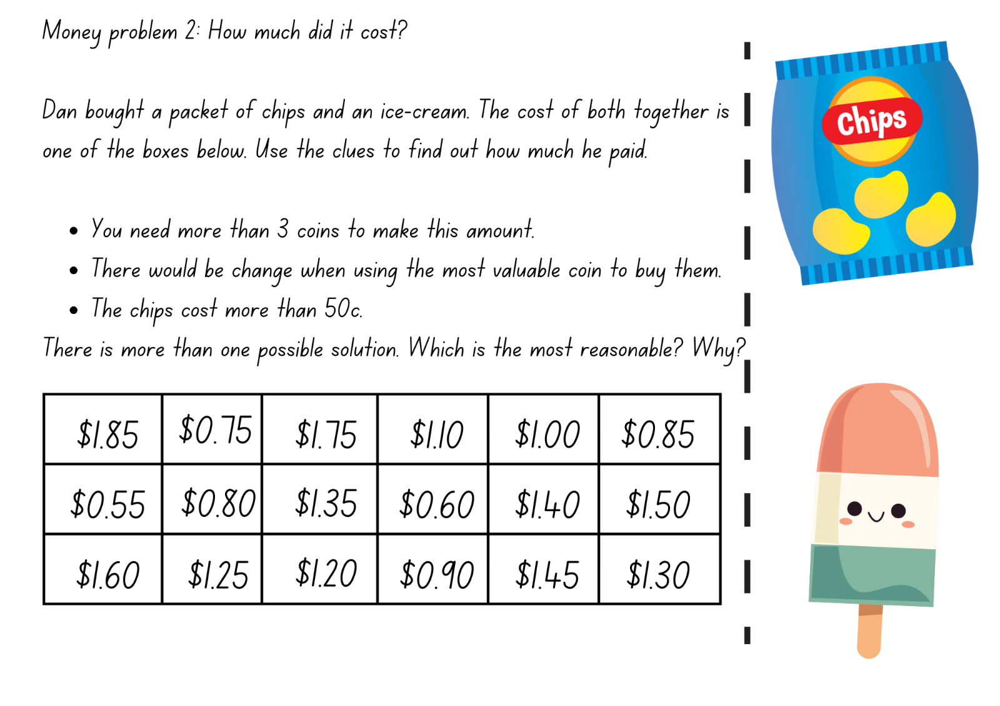 Money problem 2: How much did it cost?
Dan bought a packet of chips and an ice-cream. The cost of both together is
one of the boxes below. Use the clues to find out how much he paid.
• You need more than 3 coins to make this amount.
• There would be change when using the most valuable coin to buy them.
• The chips cost more than 50c.
There is more than one possible solution. Which is the most reasonable? Why?
$1.85 $0.75 $1.75 $1.10 $1.00 $0.85
$0.55 $0.80 $1.35 $0.60 $1.40 $1.50
$1.60 $1.25 $1.20 $0.90 $1.45 $1.30
Chips